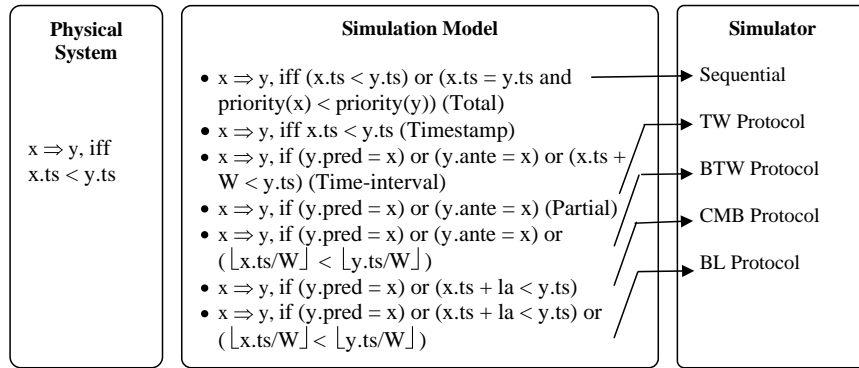 Physical
System
x ⇒ y, iff
x.ts < y.ts
Simulation Model
• x ⇒ y, iff (x.ts < y.ts) or (x.ts = y.ts and
priority(x) < priority(y)) (Total)
• x ⇒ y, iff x.ts < y.ts (Timestamp)
• x ⇒ y, if (y.pred = x) or (y.ante = x) or (x.ts +
W < y.ts) (Time-interval)
• x ⇒ y, if (y.pred = x) or (y.ante = x) (Partial)
• x ⇒ y, if (y.pred = x) or (y.ante = x) or
(⌊x.ts/W⌋ < ⌊y.ts/W⌋)
• x ⇒ y, if (y.pred = x) or (x.ts + la < y.ts)
• x ⇒ y, if (y.pred = x) or (x.ts + la < y.ts) or
(⌊x.ts/W⌋ < ⌊y.ts/W⌋)
Simulator
Sequential
TW Protocol
BTW Protocol
CMB Protocol
BL Protocol